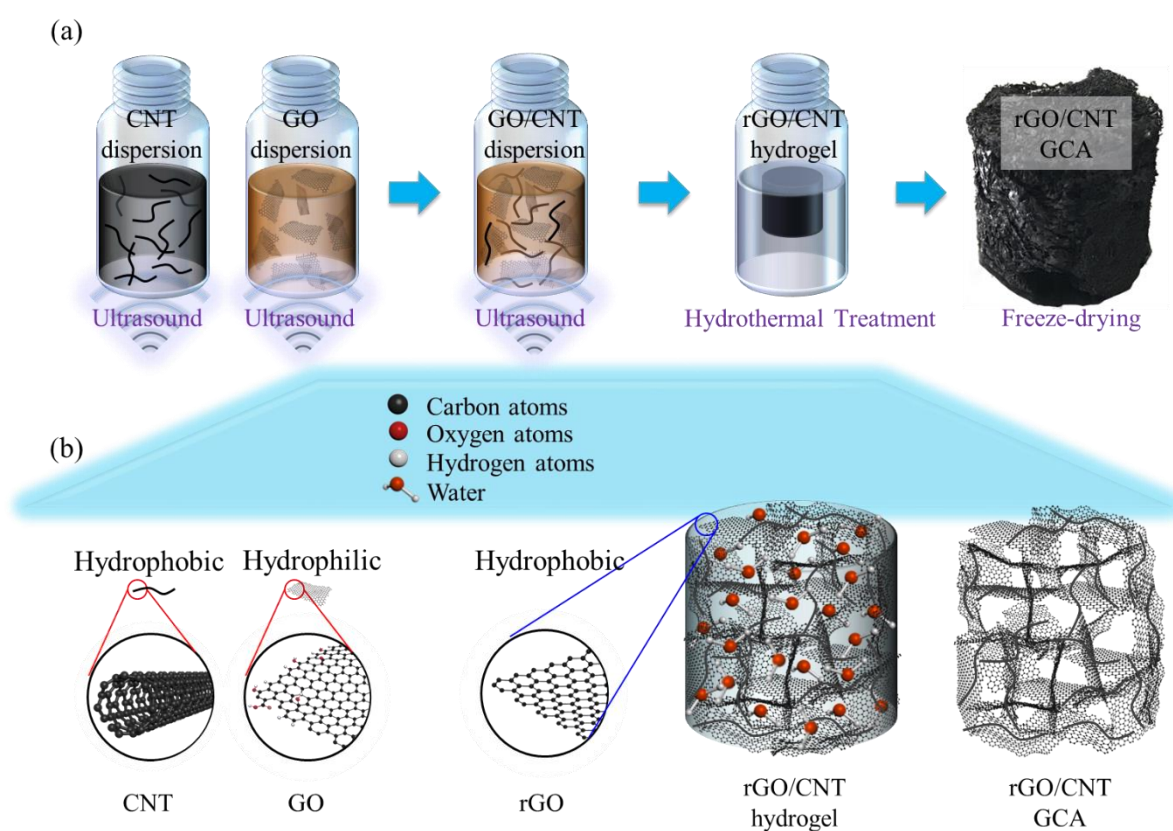 (a)
CNT
dispersion
GO
dispersion
GO/CNT
dispersion
rGO/CNT
hydrogel
rGO/CNT
GCA
Ultrasound
Ultrasound
Ultrasound
Hydrothermal Treatment
Freeze-drying
Carbon atoms
Oxygen atoms
Hydrogen atoms
Water
(b)
Hydrophobic
Hydrophilic
Hydrophobic
CNT
GO
rGO
rGO/CNT
hydrogel
rGO/CNT
GCA